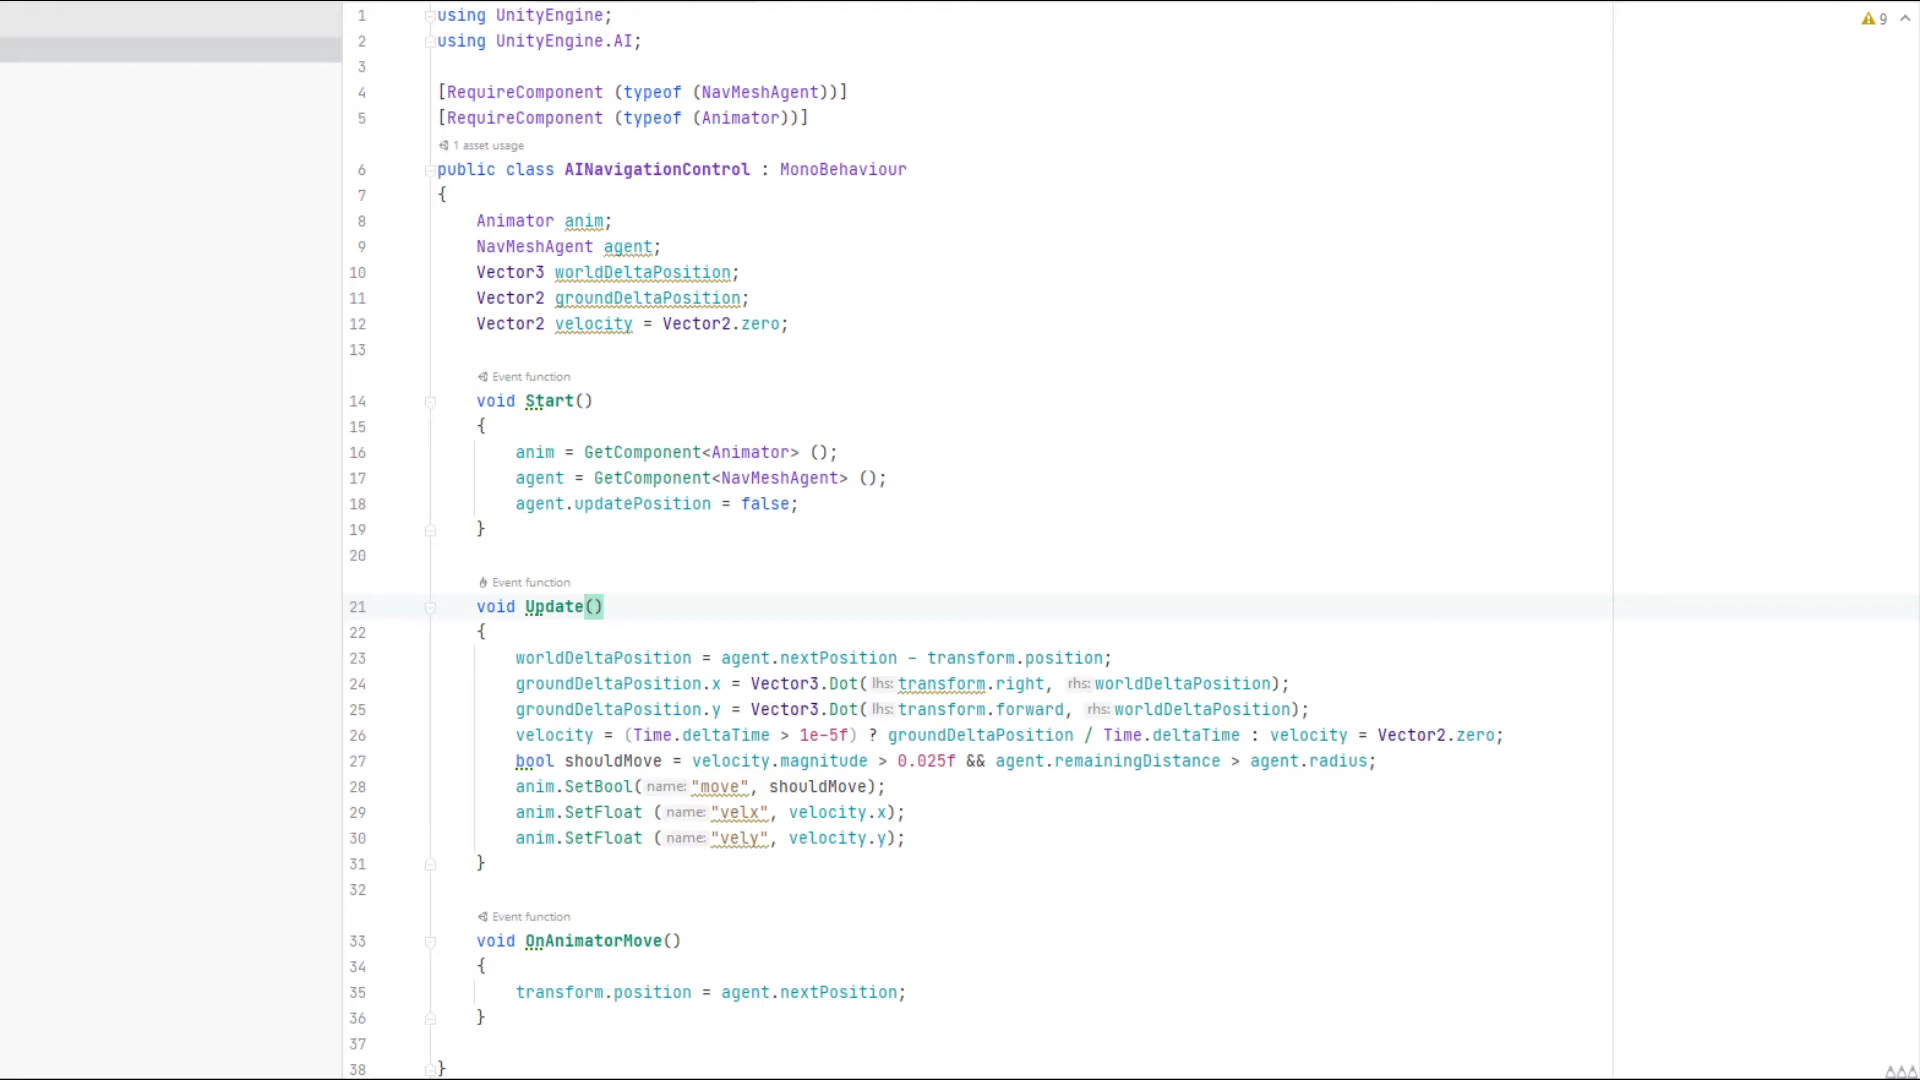 9
1 using UnityEngine;
2 using UnityEngine.AI;
3
4 [RequireComponent (typeof (NavMeshAgent))]
5 [RequireComponent (typeof (Animator))]
1 asset usage
6 public class AINavigationControl : MonoBehaviour
7 {
8 Animator anim;
9 NavMeshAgent agent;
10 Vector3 worldDeltaPosition;
11 Vector2 groundDeltaPosition;
12 Vector2 velocity = Vector2.zero;
13
Event function
14 void Start()
15 {
16 anim = GetComponent<Animator> ();
17 agent = GetComponent<NavMeshAgent> ();
18 agent.updatePosition = false;
19 }
20
Event function
21 void Update()
22 {
23 worldDeltaPosition = agent.nextPosition - transform.position;
24 groundDeltaPosition.x = Vector3.Dot( lhs: transform.right, rhs: worldDeltaPosition);
25 groundDeltaPosition.y = Vector3.Dot( lhs: transform.forward, rhs: worldDeltaPosition);
26 velocity = (Time.deltaTime > 1e-5f) ? groundDeltaPosition / Time.deltaTime : velocity = Vector2.zero;
27 bool shouldMove = velocity.magnitude > 0.025f && agent.remainingDistance > agent.radius;
28 anim.SetBool( name: "move", shouldMove);
29 anim.SetFloat ( name: "velx", velocity.x);
30 anim.SetFloat ( name: "vely", velocity.y);
31 }
32
Event function
33 void OnAnimatorMove()
34 {
35 transform.position = agent.nextPosition;
36 }
37
38 }